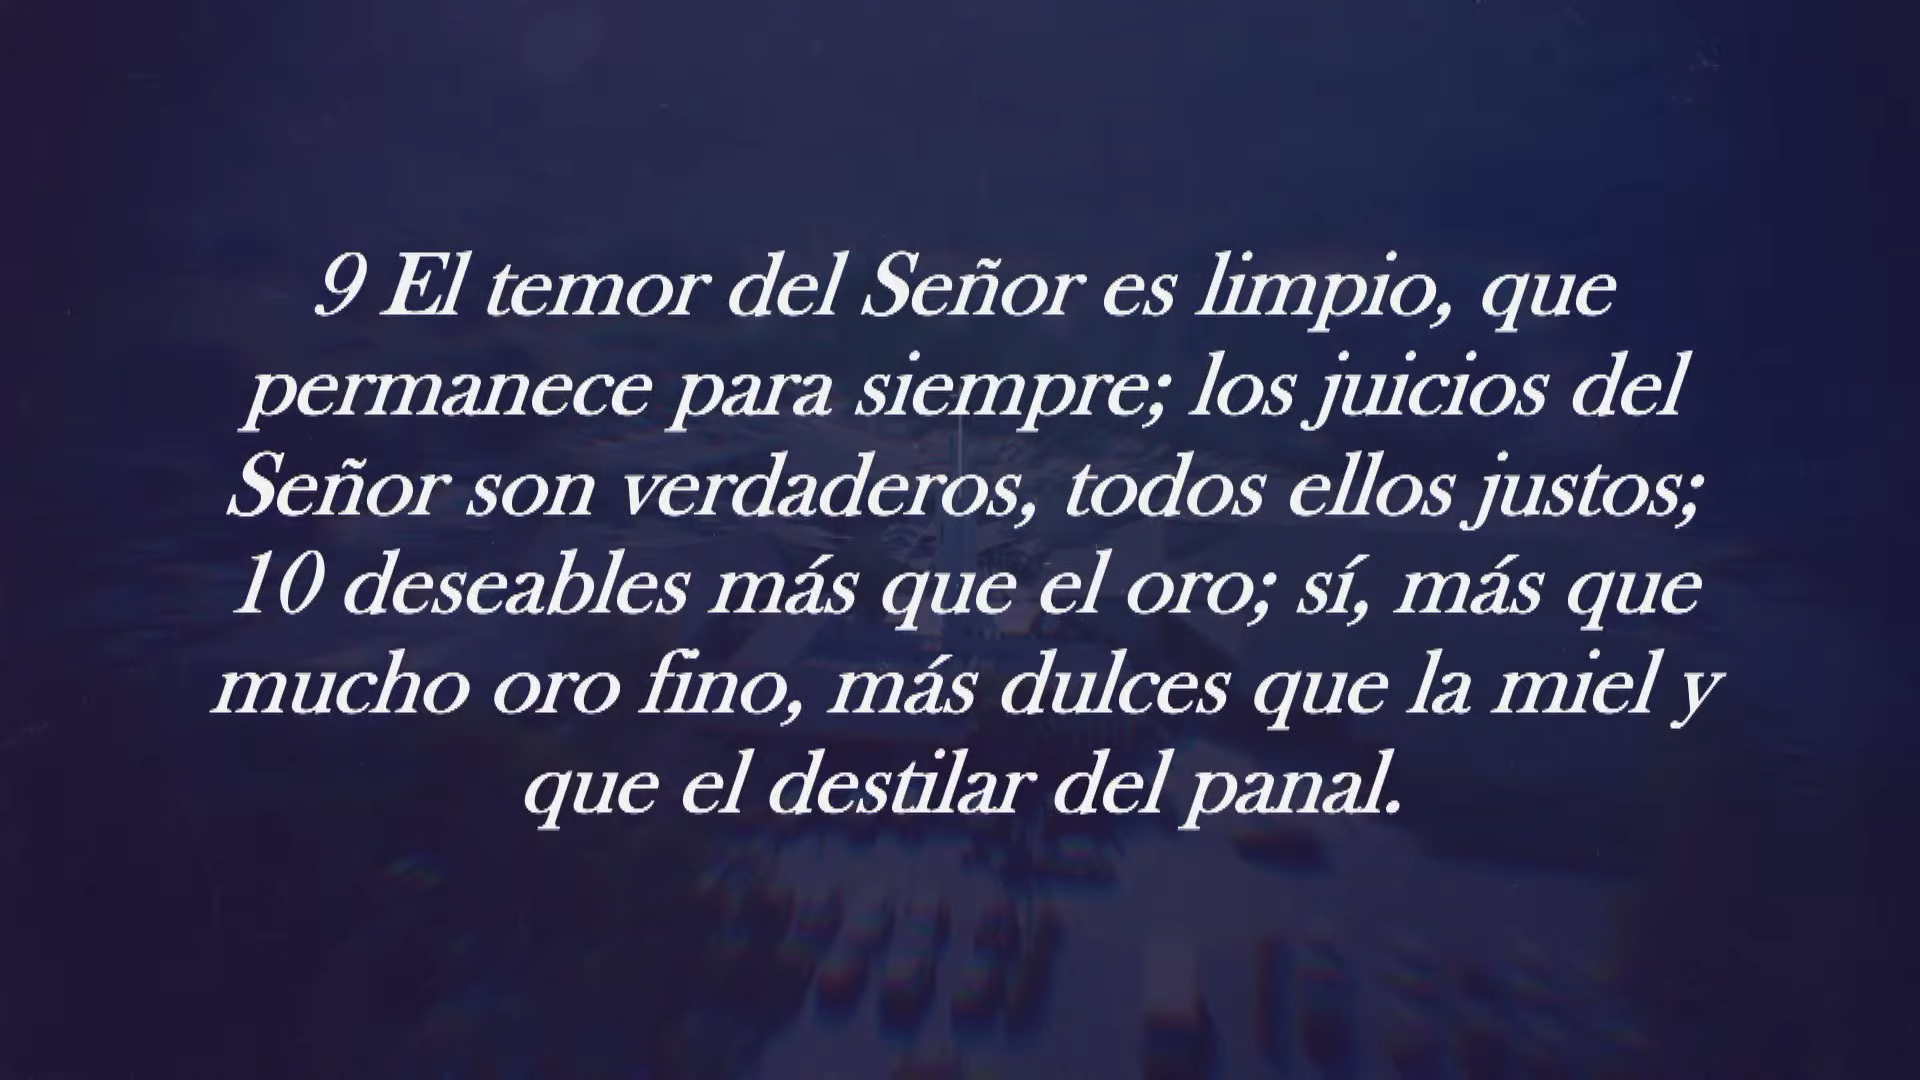 9 El temor del Señor es limpio, que
permanece para siempre; los juicios del
Señor son verdaderos, todos ellos justos;
10 deseables más que el oro; sí, más que
mucho oro fino, más dulces que la miel y
que el destilar del panal.